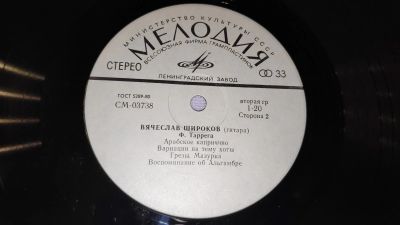 МИНИСТЕРСТВО КУЛЬТУРЫ СССР
МЕЛОДИЯ
ВСЕСОЮЗНАЯ ФИРМА ГРАМПЛАСТИНОК
СТЕРЕО
33
ЛЕНИНГРАДСКИЙ ЗАВОД
ГОСТ 5289-80
СМ-03738
вторая гр
1-20
Сторона 2
ВЯЧЕСЛАВ ШИРОКОВ (гитара)
Ф. Таррега
Арабское каприччио
Вариации на тему хоты
Грезы Мазурка
Воспоминание об Альгамбре